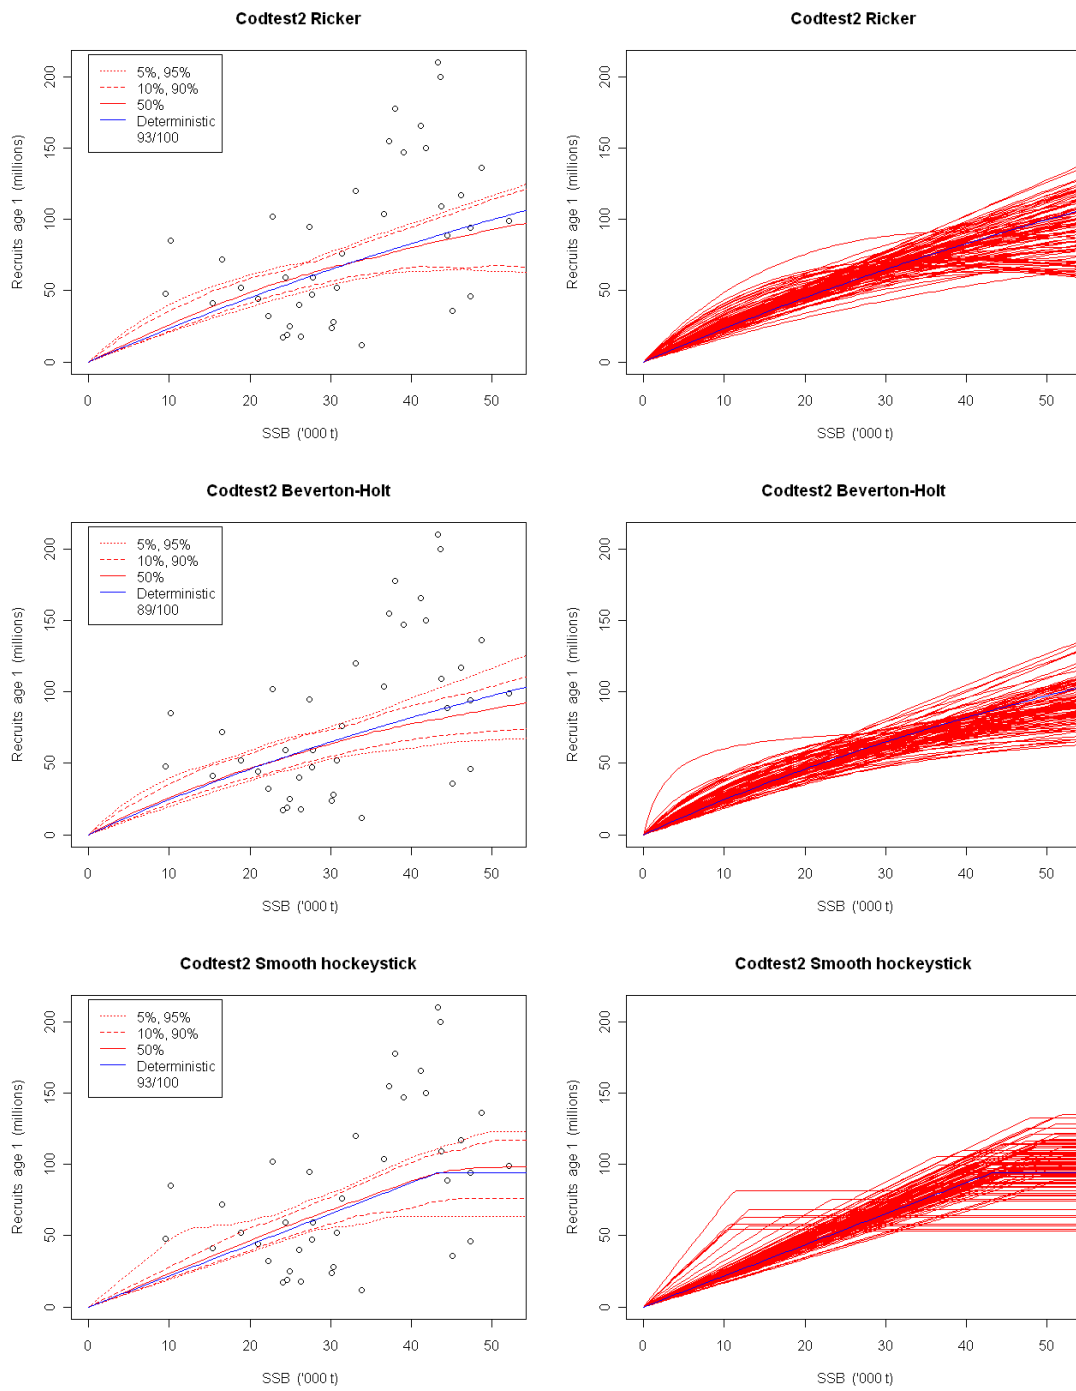 Codtest2 Ricker
5%, 95%
10%, 90%
50%
Deterministic
93/100
Recruits age 1 (millions)
0 50 100 150 200
0 10 20 30 40 50
SSB ('000 t)
Codtest2 Ricker
Recruits age 1 (millions)
0 50 100 150 200
0 10 20 30 40 50
SSB ('000 t)
Codtest2 Beverton-Holt
5%, 95%
10%, 90%
50%
Deterministic
89/100
Recruits age 1 (millions)
0 50 100 150 200
0 10 20 30 40 50
SSB ('000 t)
Codtest2 Beverton-Holt
Recruits age 1 (millions)
0 50 100 150 200
0 10 20 30 40 50
SSB ('000 t)
Codtest2 Smooth hockeystick
5%, 95%
10%, 90%
50%
Deterministic
93/100
Recruits age 1 (millions)
0 50 100 150 200
0 10 20 30 40 50
SSB ('000 t)
Codtest2 Smooth hockeystick
Recruits age 1 (millions)
0 50 100 150 200
0 10 20 30 40 50
SSB ('000 t)